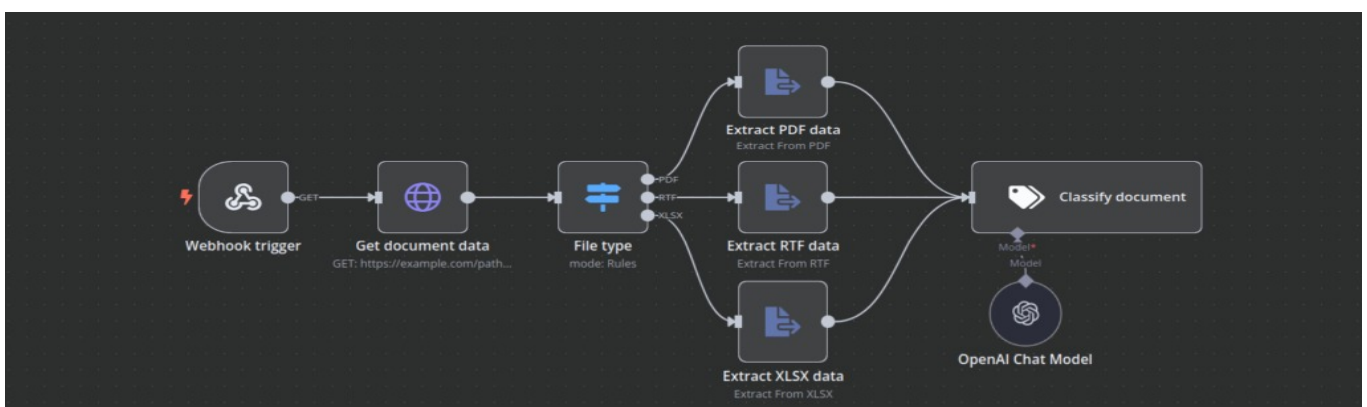 GET
Webhook trigger
Get document data
GET: https://example.com/path...
File type
mode: Rules
PDF
RTF
XLSX
Extract PDF data
Extract From PDF
Extract RTF data
Extract From RTF
Extract XLSX data
Extract From XLSX
Classify document
Model*
Model
OpenAI Chat Model